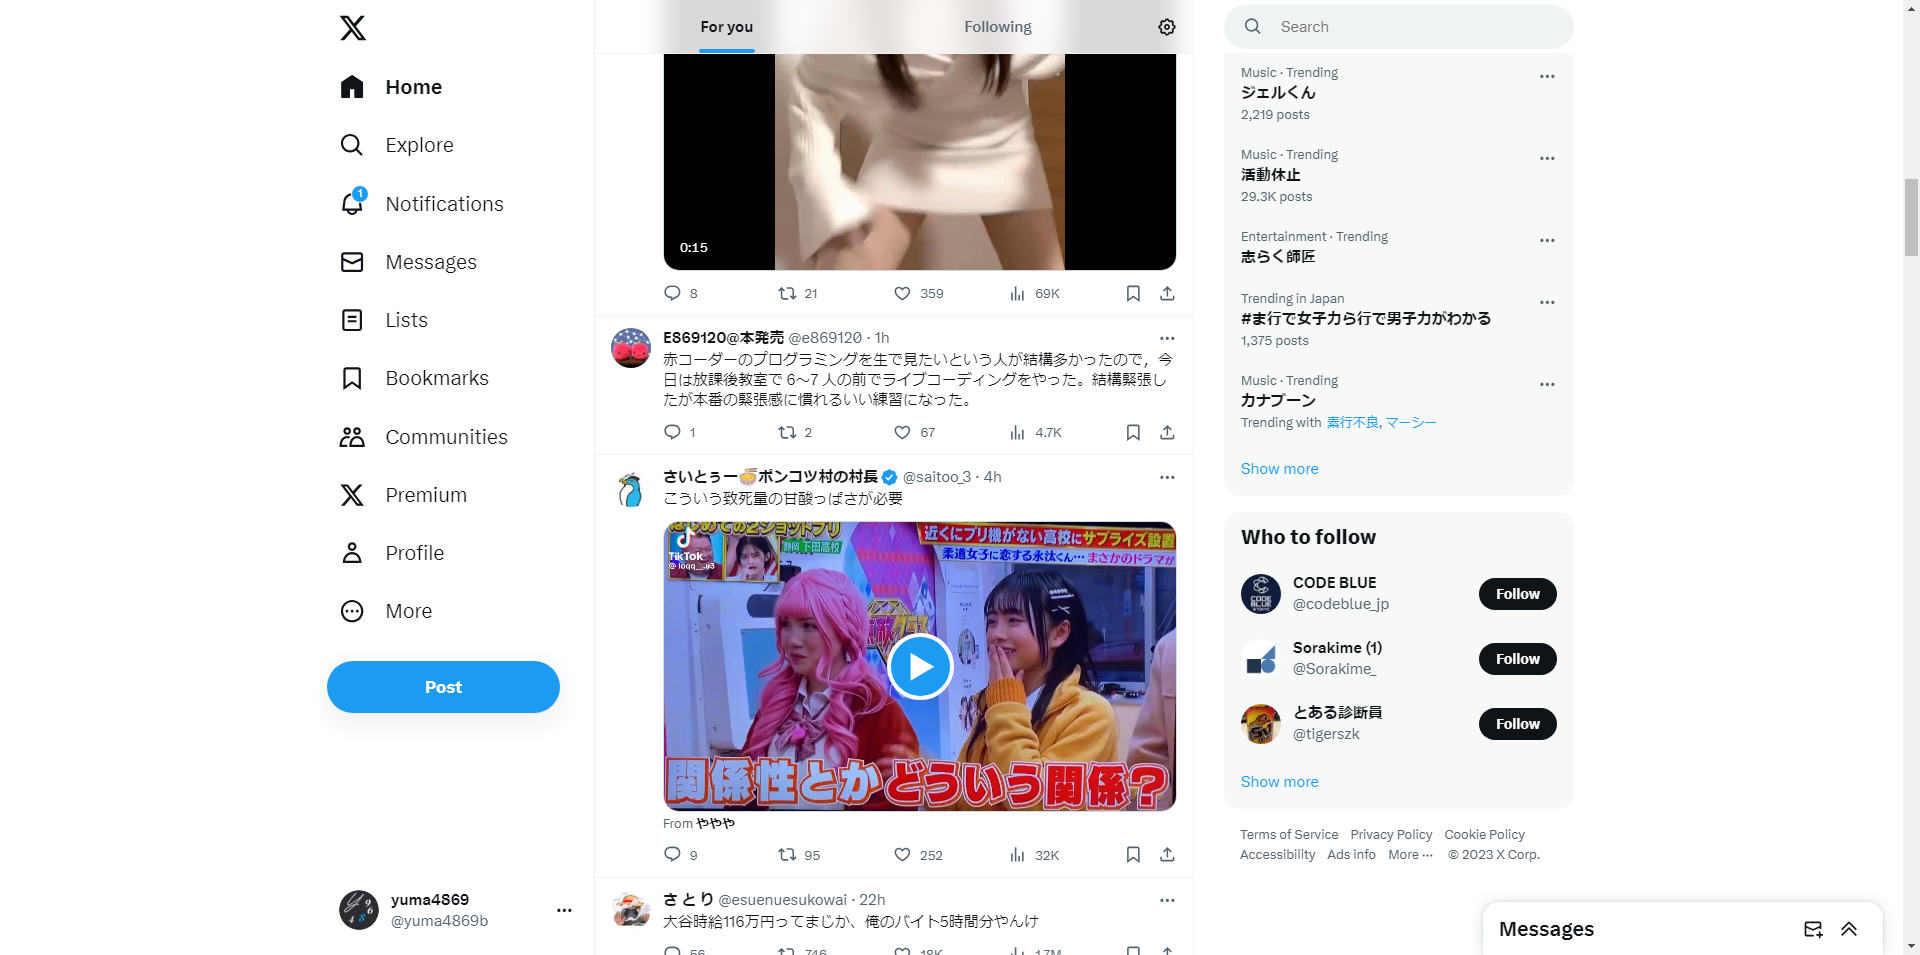 Home
Explore
1
Notifications
Messages
Lists
Bookmarks
Communities
Premium
Profile
More
Post
yuma4869
@yuma4869b
For you
Following
0:15
8 21 359 69K
E869120@本発売 @e869120 · 1h
赤コーダーのプログラミングを生で見たいという人が結構多かったので，今
日は放課後教室で 6〜7 人の前でライブコーディングをやった。結構緊張し
たが本番の緊張感に慣れるいい練習になった。
1 2 67 4.7K
さいとぅー🍜ポンコツ村の村長 @saitoo_3 · 4h
こういう致死量の甘酸っぱさが必要
TikTok
静岡 下田高校
近くにプリ機がない高校にサプライズ設置
柔道女子に恋する永汰くん… まさかのドラマが
関係性とか どういう関係？
From ややや
9 95 252 32K
さ と り @esuenuesukowai · 22h
大谷時給116万円ってまじか、俺のバイト5時間分やんけ
56 746 18K 1.7M
Search
Music · Trending
ジェルくん
2,219 posts
Music · Trending
活動休止
29.3K posts
Entertainment · Trending
志らく師匠
Trending in Japan
#ま行で女子力ら行で男子力がわかる
1,375 posts
Music · Trending
カナブーン
Trending with 素行不良, マーシー
Show more
Who to follow
CODE BLUE
@codeblue_jp
Follow
Sorakime (1)
@Sorakime_
Follow
とある診断員
@tigerszk
Follow
Show more
Terms of Service Privacy Policy Cookie Policy
Accessibility Ads info More ··· © 2023 X Corp.
Messages